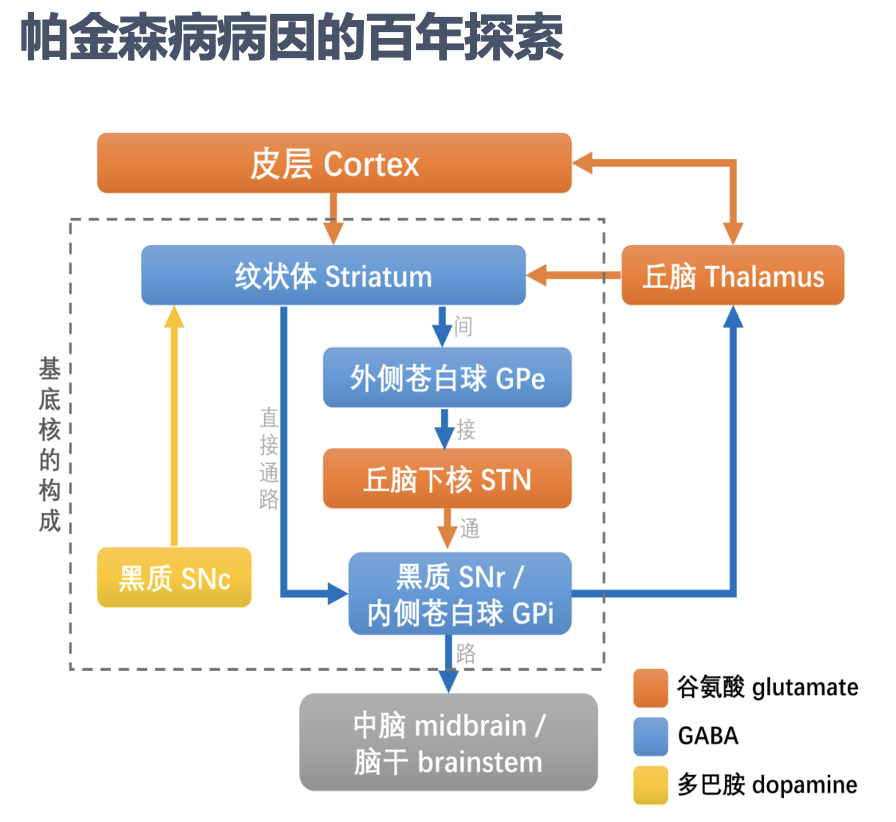 帕金森病病因的百年探索
皮层 Cortex
纹状体 Striatum
丘脑 Thalamus
间
外侧苍白球 GPe
基底核的构成
直接通路
接
丘脑下核 STN
通
黑质 SNc
黑质 SNr /
内侧苍白球 GPi
路
中脑 midbrain /
脑干 brainstem
谷氨酸 glutamate
GABA
多巴胺 dopamine